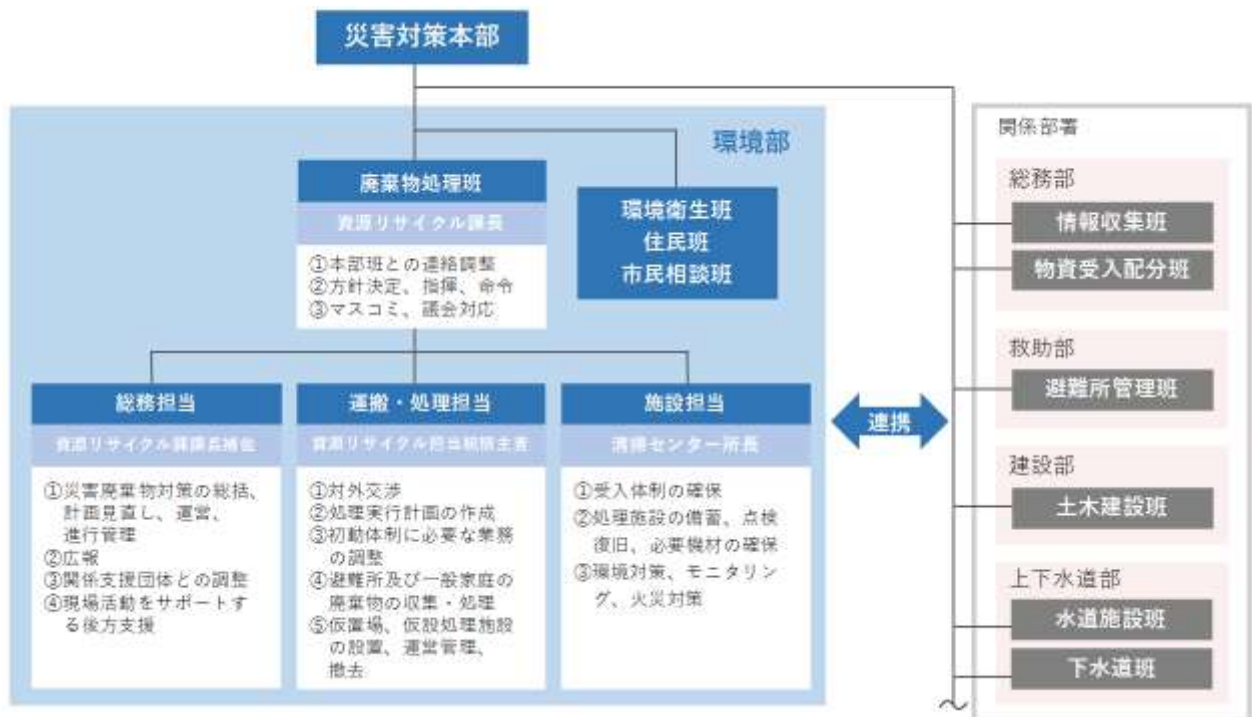 災害対策本部
環境部
廃棄物処理班
資源リサイクル課長
①本部班との連絡調整
②方針決定、指揮、命令
③マスコミ、議会対応
環境衛生班
住民班
市民相談班
総務担当
資源リサイクル課課長補佐
①災害廃棄物対策の総括、
計画見直し、運営、
進行管理
②広報
③関係支援団体との調整
④現場活動をサポートす
る後方支援
運搬・処理担当
資源リサイクル担当統括主査
①対外交渉
②処理実行計画の作成
③初動体制に必要な業務
の調整
④避難所及び一般家庭の
廃棄物の収集・処理
⑤仮置場、仮設処理施設
の設置、運営管理、
撤去
施設担当
清掃センター所長
①受入体制の確保
②処理施設の備蓄、点検
復旧、必要機材の確保
③環境対策、モニタリン
グ、火災対策
連携
関係部署
総務部
情報収集班
物資受入配分班
救助部
避難所管理班
建設部
土木建設班
上下水道部
水道施設班
下水道班